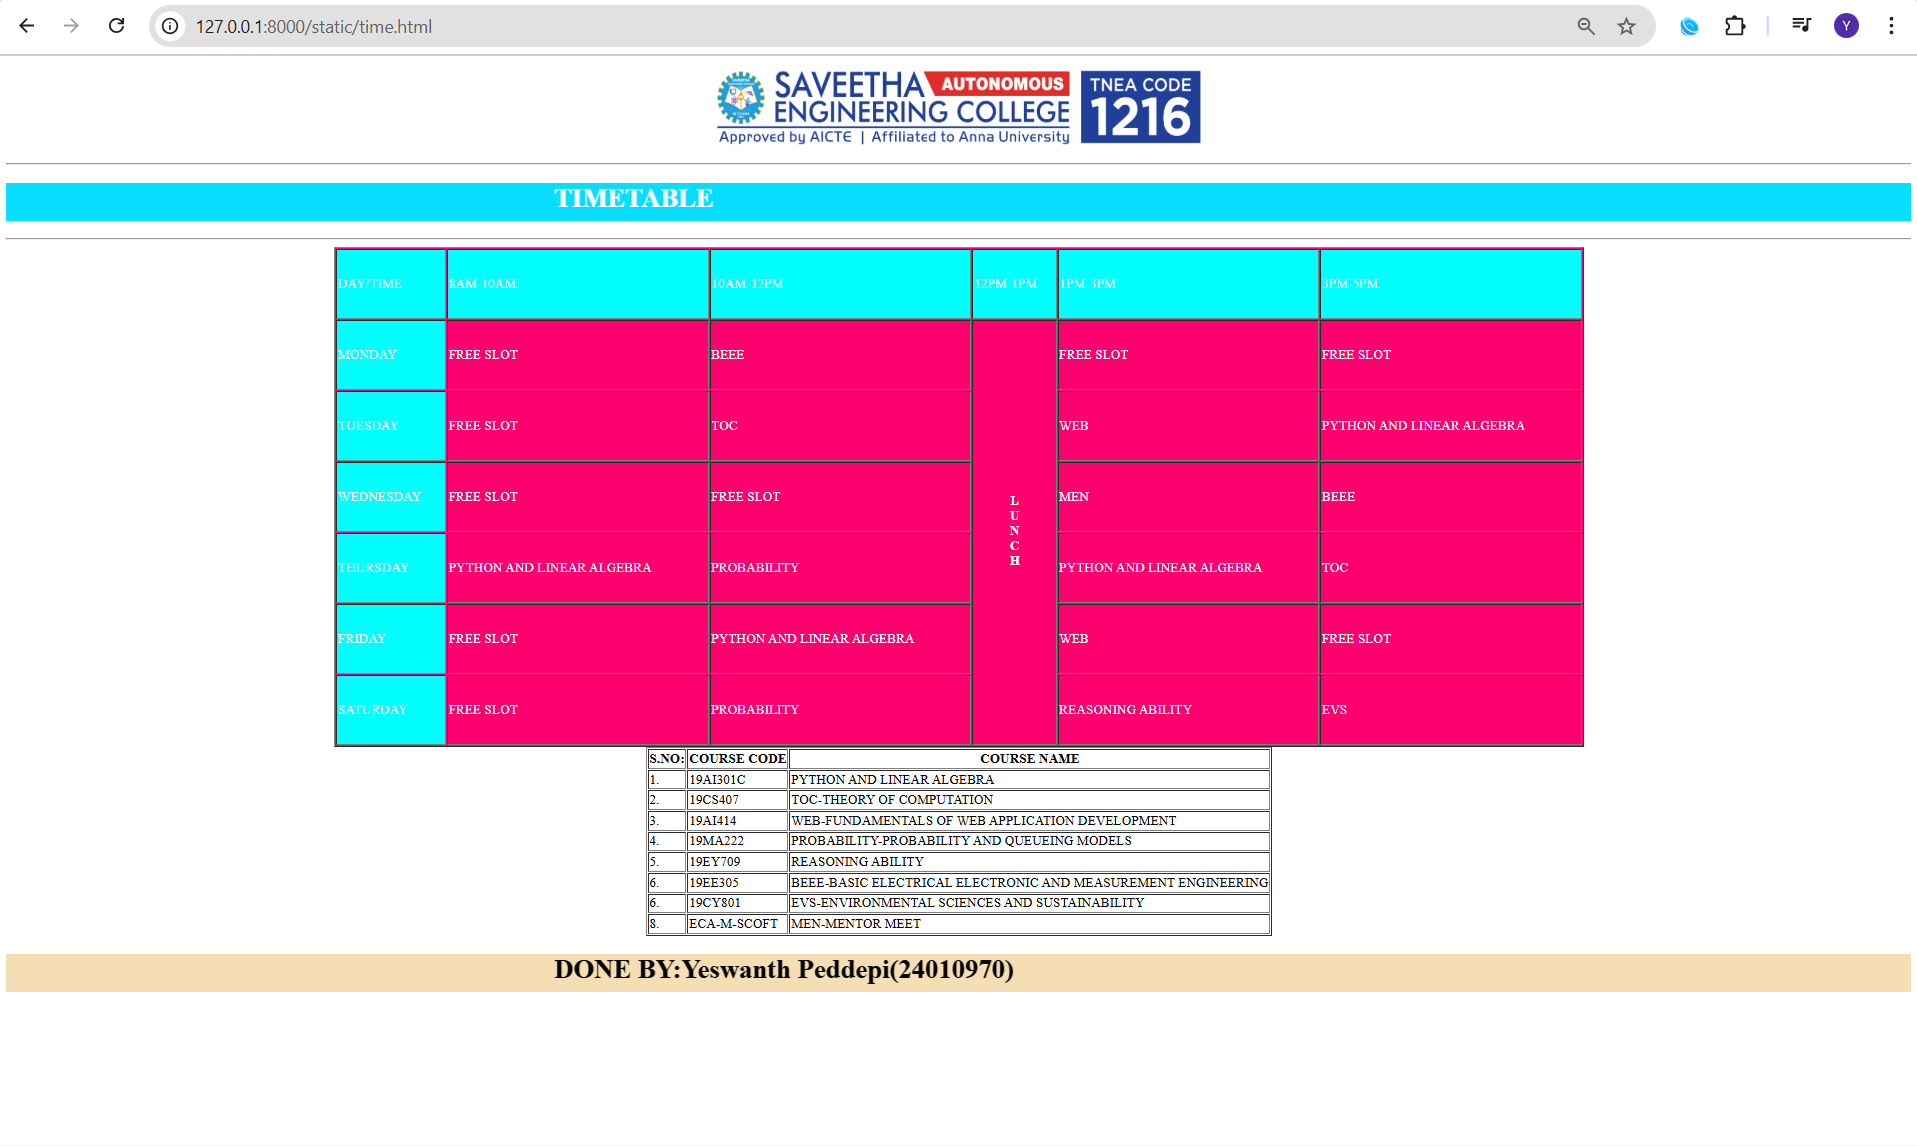 127.0.0.1:8000/static/time.html
Y
SAVEETHA AUTONOMOUS
ENGINEERING COLLEGE
Approved by AICTE | Affiliated to Anna University
TNEA CODE
1216
TIMETABLE
DAY/TIME 8AM-10AM 10AM-12PM 12PM-1PM 1PM-3PM 3PM-5PM
MONDAY FREE SLOT BEEE FREE SLOT FREE SLOT
TUESDAY FREE SLOT TOC WEB PYTHON AND LINEAR ALGEBRA
WEDNESDAY FREE SLOT FREE SLOT MEN BEEE
L
U
N
C
H
THURSDAY PYTHON AND LINEAR ALGEBRA PROBABILITY PYTHON AND LINEAR ALGEBRA TOC
FRIDAY FREE SLOT PYTHON AND LINEAR ALGEBRA WEB FREE SLOT
SATURDAY FREE SLOT PROBABILITY REASONING ABILITY EVS
S.NO: COURSE CODE COURSE NAME
1. 19AI301C PYTHON AND LINEAR ALGEBRA
2. 19CS407 TOC-THEORY OF COMPUTATION
3. 19AI414 WEB-FUNDAMENTALS OF WEB APPLICATION DEVELOPMENT
4. 19MA222 PROBABILITY-PROBABILITY AND QUEUEING MODELS
5. 19EY709 REASONING ABILITY
6. 19EE305 BEEE-BASIC ELECTRICAL ELECTRONIC AND MEASUREMENT ENGINEERING
6. 19CY801 EVS-ENVIRONMENTAL SCIENCES AND SUSTAINABILITY
8. ECA-M-SCOFT MEN-MENTOR MEET
DONE BY:Yeswanth Peddepi(24010970)